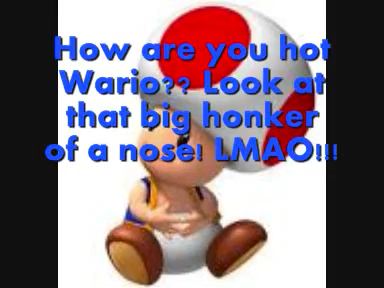 How are you hot
Wario?? Look at
that big honker
of a nose! LMAO!!!